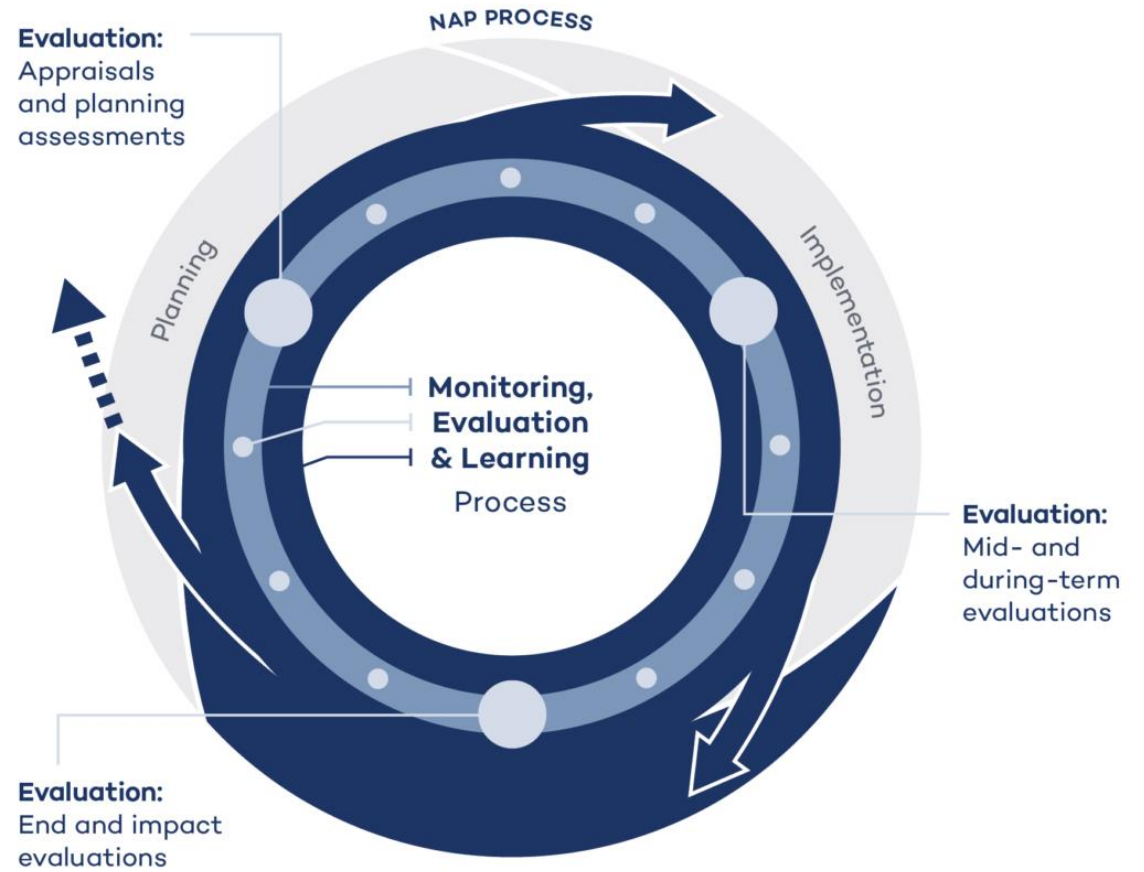 NAP PROCESS
Evaluation:
Appraisals
and planning
assessments
Planning
Implementation
Monitoring,
Evaluation
& Learning
Process
Evaluation:
Mid- and
during-term
evaluations
Evaluation:
End and impact
evaluations